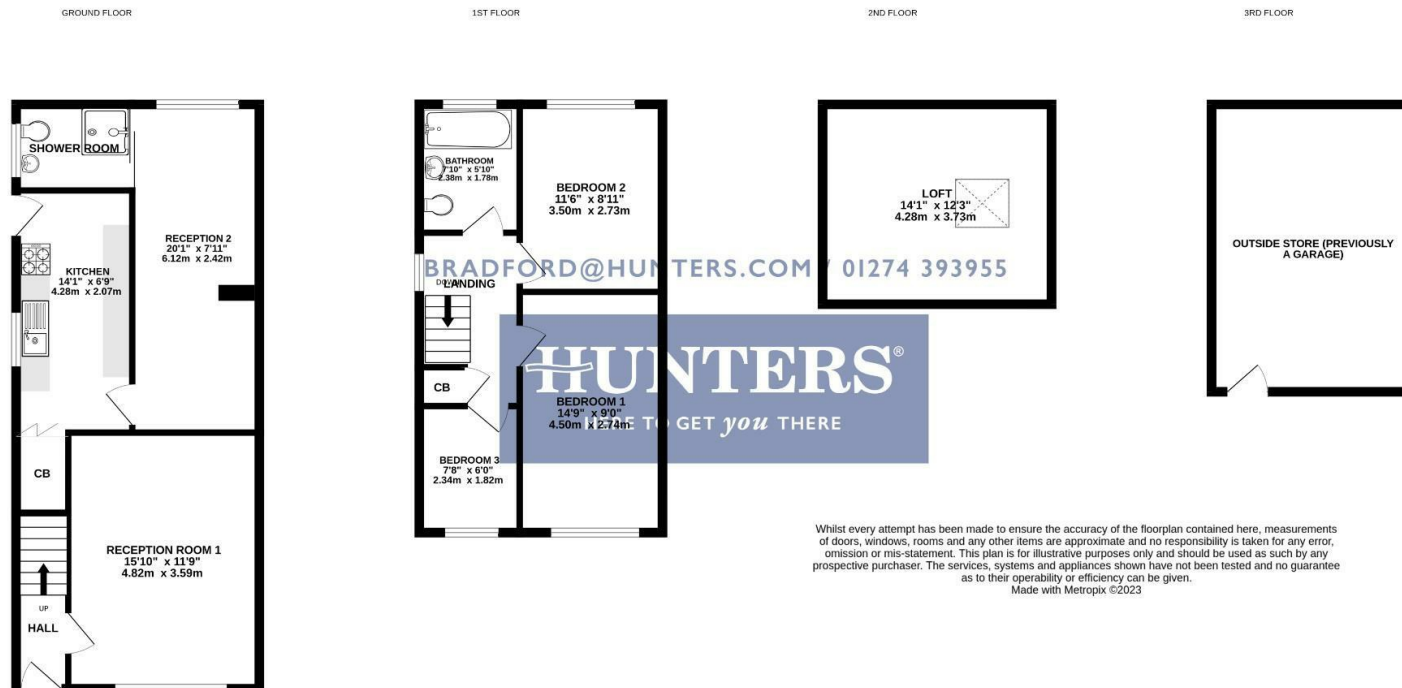 GROUND FLOOR
1ST FLOOR
2ND FLOOR
3RD FLOOR
SHOWER ROOM
RECEPTION 2
20'1" x 7'11"
6.12m x 2.42m
KITCHEN
14'1" x 6'9"
4.28m x 2.07m
CB
RECEPTION ROOM 1
15'10" x 11'9"
4.82m x 3.59m
UP
HALL
BATHROOM
7'10" x 5'10"
2.38m x 1.78m
BEDROOM 2
11'6" x 8'11"
3.50m x 2.73m
DOWN
LANDING
CB
BEDROOM 1
14'9" x 9'0"
4.50m x 2.74m
BEDROOM 3
7'8" x 6'0"
2.34m x 1.82m
LOFT
14'1" x 12'3"
4.28m x 3.73m
OUTSIDE STORE (PREVIOUSLY
A GARAGE)
BRADFORD@HUNTERS.COM / 01274 393955
HUNTERS®
HERE TO GET you THERE
Whilst every attempt has been made to ensure the accuracy of the floorplan contained here, measurements
of doors, windows, rooms and any other items are approximate and no responsibility is taken for any error,
omission or mis-statement. This plan is for illustrative purposes only and should be used as such by any
prospective purchaser. The services, systems and appliances shown have not been tested and no guarantee
as to their operability or efficiency can be given.
Made with Metropix ©2023